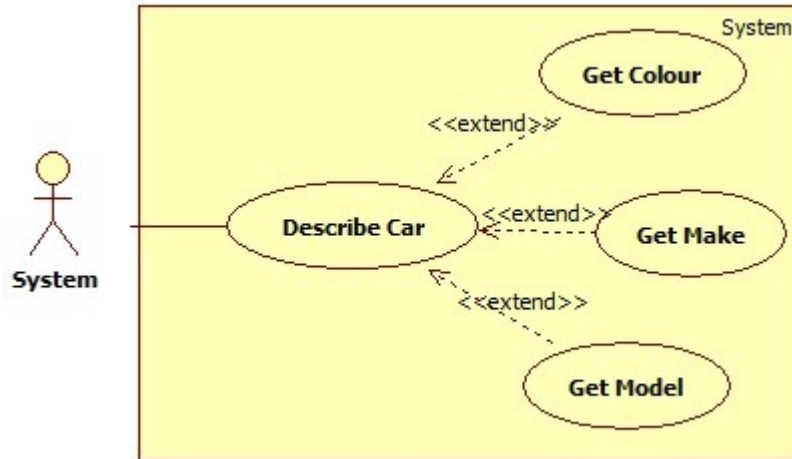 System
Get Colour
<<extend>>
Describe Car
<<extend>>
Get Make
System
<<extend>>
Get Model